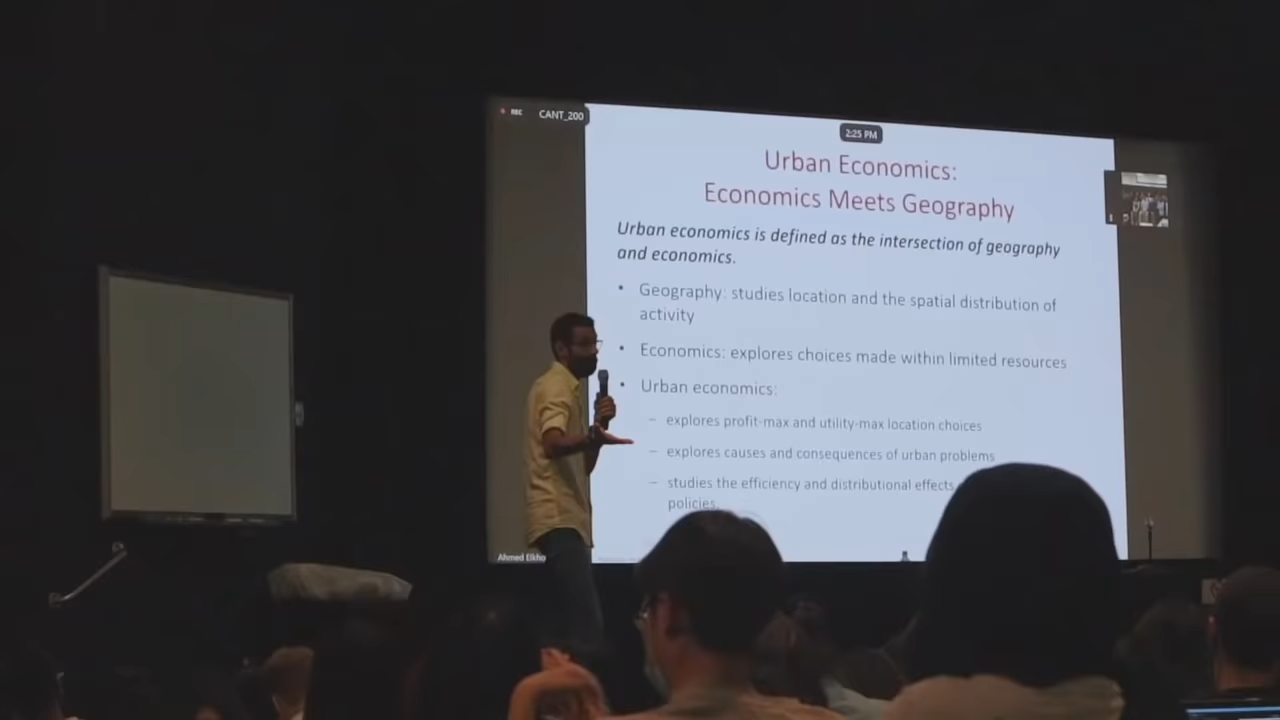 REC CANT_200
2:25 PM
Urban Economics:
Economics Meets Geography
Urban economics is defined as the intersection of geography
and economics.
• Geography: studies location and the spatial distribution of
activity
• Economics: explores choices made within limited resources
• Urban economics:
– explores profit-max and utility-max location choices
– explores causes and consequences of urban problems
– studies the efficiency and distributional effects
policies.
Ahmed Elkho